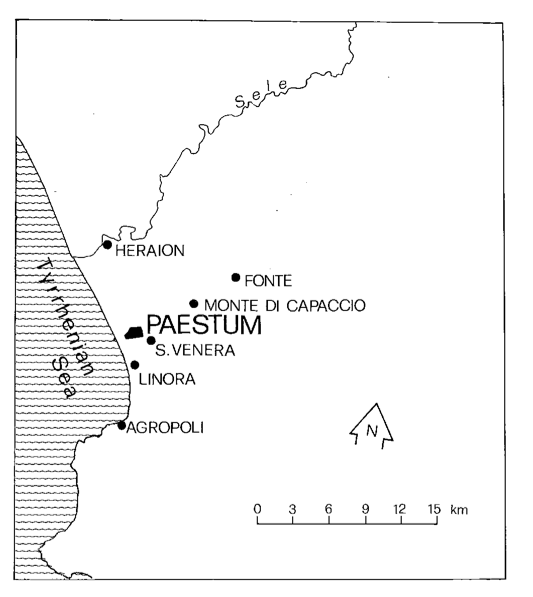 Sele
HERAION
Tyrrhenian
Sea
FONTE
MONTE DI CAPACCIO
PAESTUM
S.VENERA
LINORA
AGROPOLI
N
0 3 6 9 12 15 km